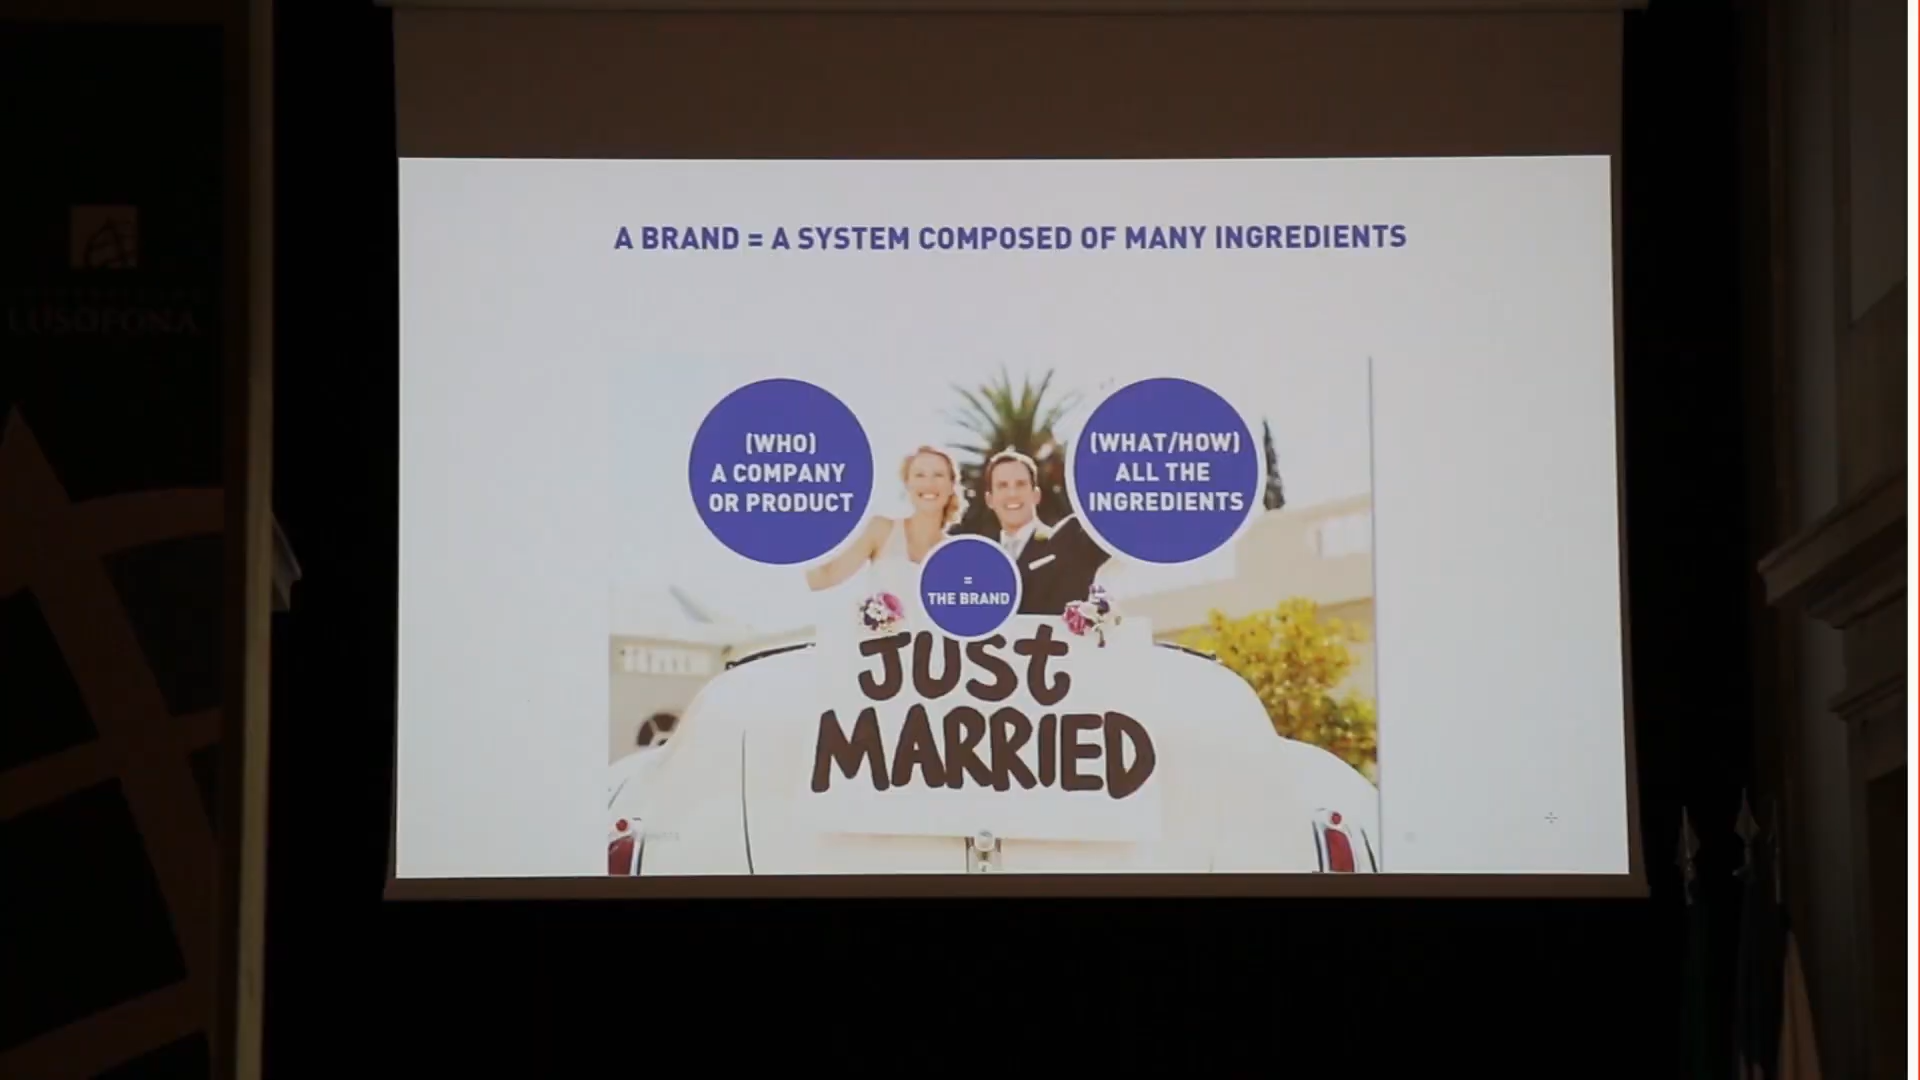 LUSOFONA
A BRAND = A SYSTEM COMPOSED OF MANY INGREDIENTS
(WHO)
A COMPANY
OR PRODUCT
(WHAT/HOW)
ALL THE
INGREDIENTS
=
THE BRAND
JUST
MARRIED